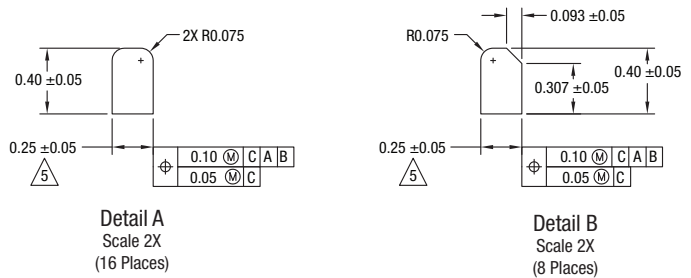 2X R0.075
0.40 ±0.05
0.25 ±0.05
5
⌖ 0.10 Ⓜ C A B
0.05 Ⓜ C
Detail A
Scale 2X
(16 Places)
0.093 ±0.05
R0.075
0.40 ±0.05
0.307 ±0.05
0.25 ±0.05
5
⌖ 0.10 Ⓜ C A B
0.05 Ⓜ C
Detail B
Scale 2X
(8 Places)